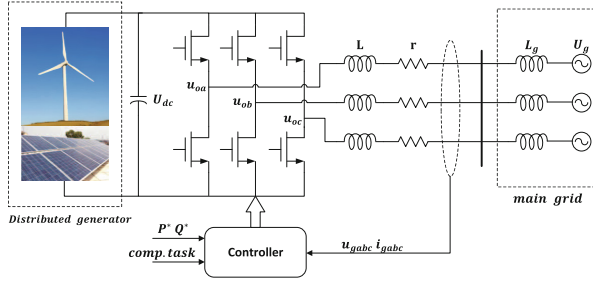 L r L_g U_g
U_dc
u_oa
u_ob
u_oc
Distributed generator
main grid
P* Q*
comp.task
Controller
u_gabc i_gabc